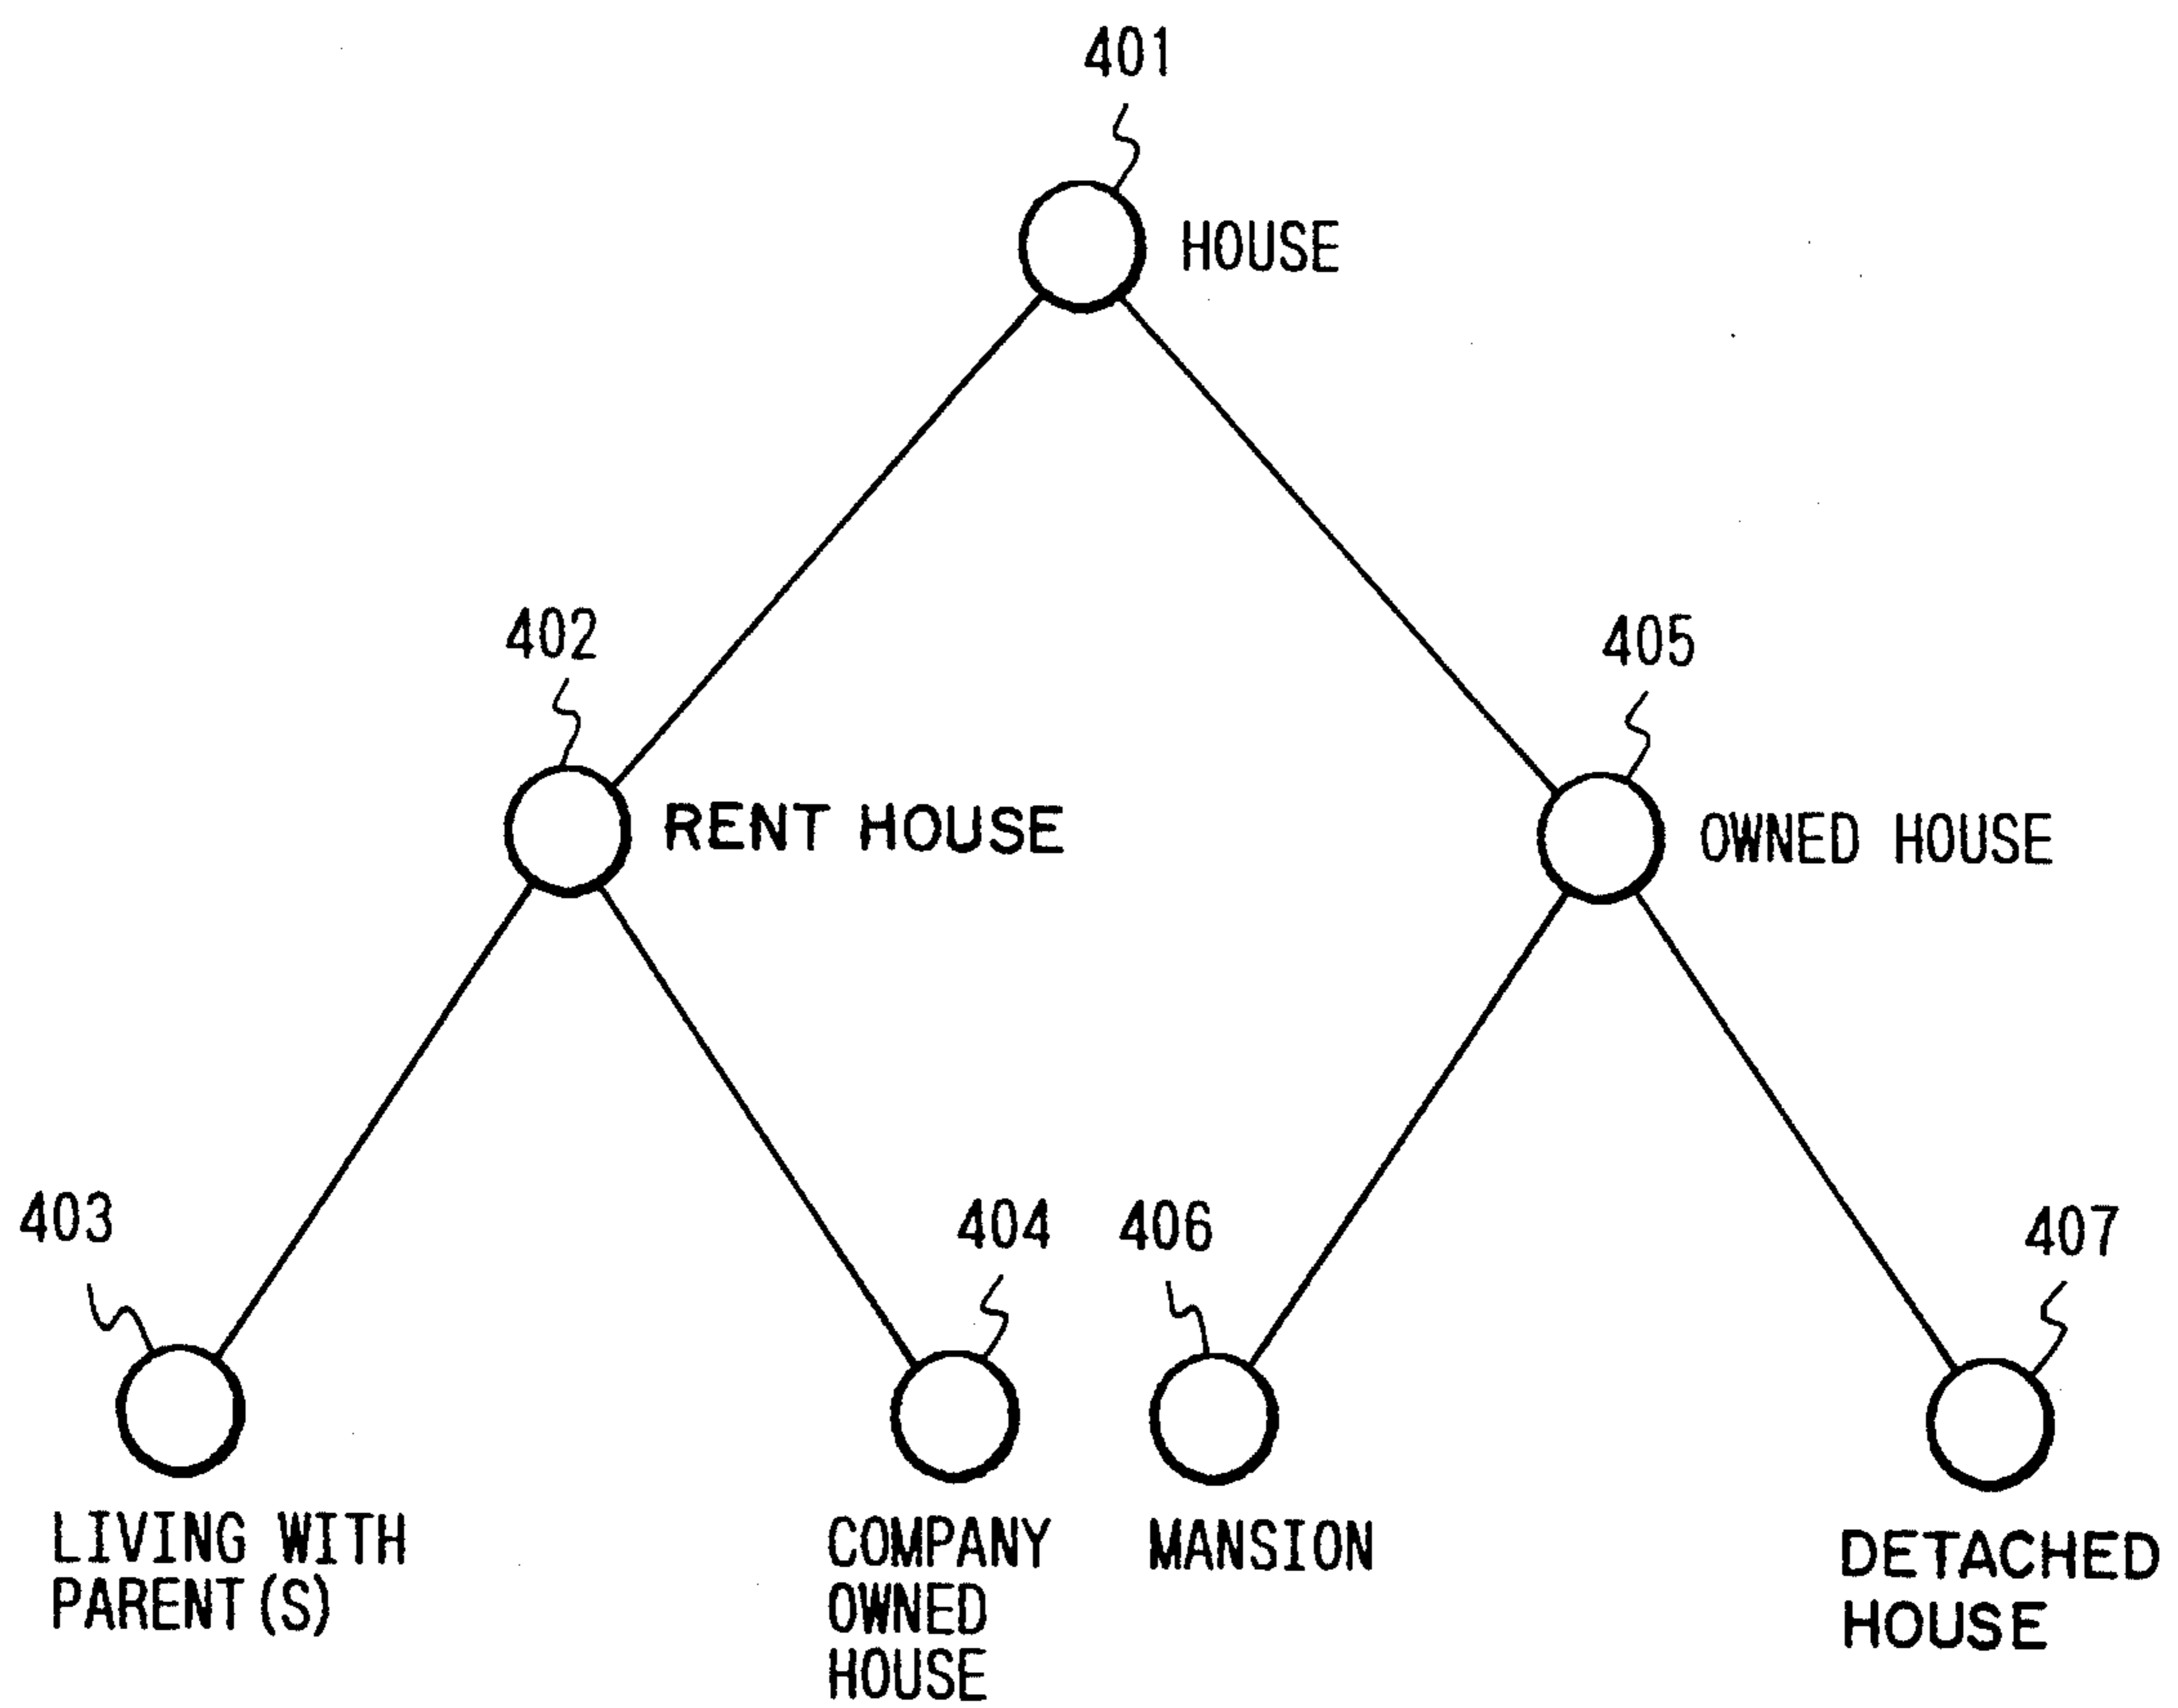 401
HOUSE
402
405
RENT HOUSE
OWNED HOUSE
403
404
406
407
LIVING WITH
PARENT(S)
COMPANY
OWNED
HOUSE
MANSION
DETACHED
HOUSE